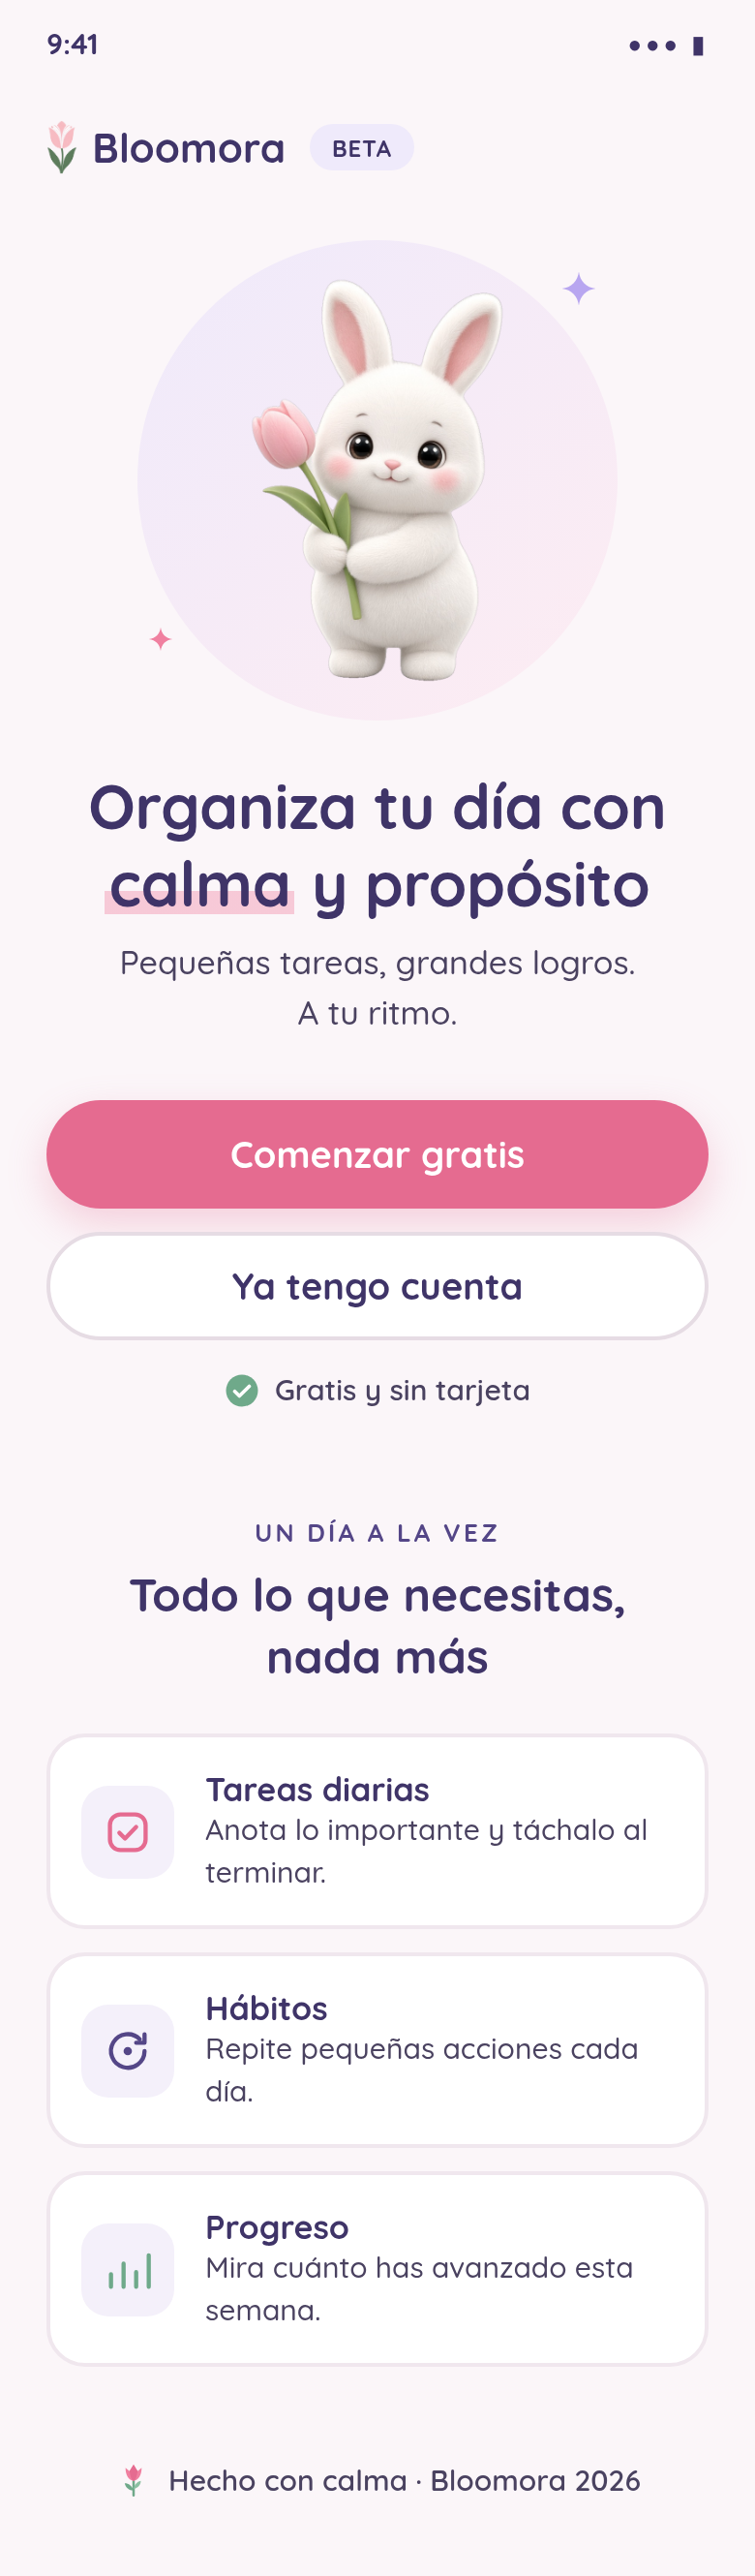 9:41
Bloomora
BETA
Organiza tu día con
calma y propósito
Pequeñas tareas, grandes logros.
A tu ritmo.
Comenzar gratis
Ya tengo cuenta
Gratis y sin tarjeta
UN DÍA A LA VEZ
Todo lo que necesitas,
nada más
Tareas diarias
Anota lo importante y táchalo al
terminar.
Hábitos
Repite pequeñas acciones cada
día.
Progreso
Mira cuánto has avanzado esta
semana.
Hecho con calma · Bloomora 2026